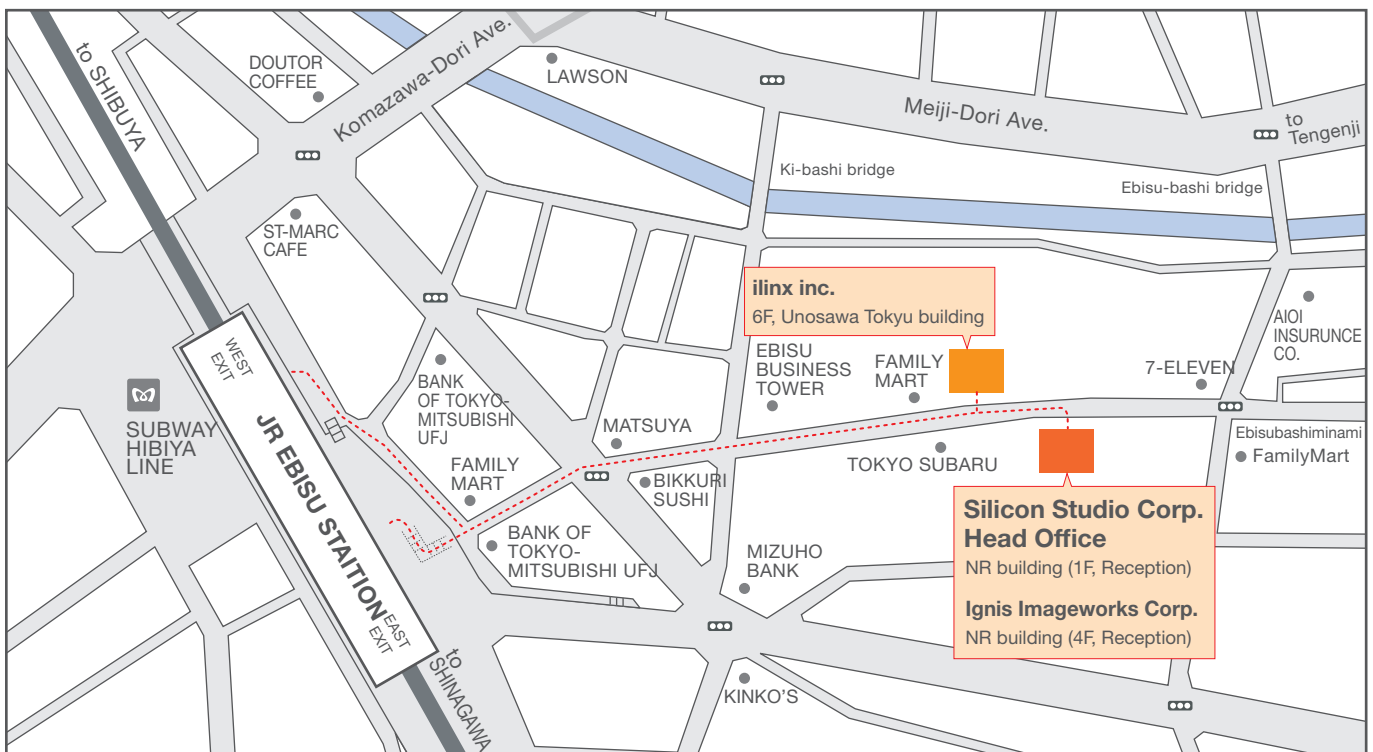 to SHIBUYA
DOUTOR
COFFEE
Komazawa-Dori Ave.
LAWSON
Meiji-Dori Ave.
to
Tengenji
Ki-bashi bridge
Ebisu-bashi bridge
ST-MARC
CAFE
ilinx inc.
6F, Unosawa Tokyu building
AIOI
INSURUNCE
CO.
WEST
EXIT
SUBWAY
HIBIYA
LINE
JR EBISU STAITION
EAST
EXIT
to
SHINAGAWA
BANK
OF TOKYO-
MITSUBISHI
UFJ
FAMILY
MART
MATSUYA
BIKKURI
SUSHI
BANK OF
TOKYO-
MITSUBISHI UFJ
EBISU
BUSINESS
TOWER
FAMILY
MART
7-ELEVEN
TOKYO SUBARU
Ebisubashiminami
FamilyMart
MIZUHO
BANK
KINKO'S
Silicon Studio Corp.
Head Office
NR building (1F, Reception)
Ignis Imageworks Corp.
NR building (4F, Reception)